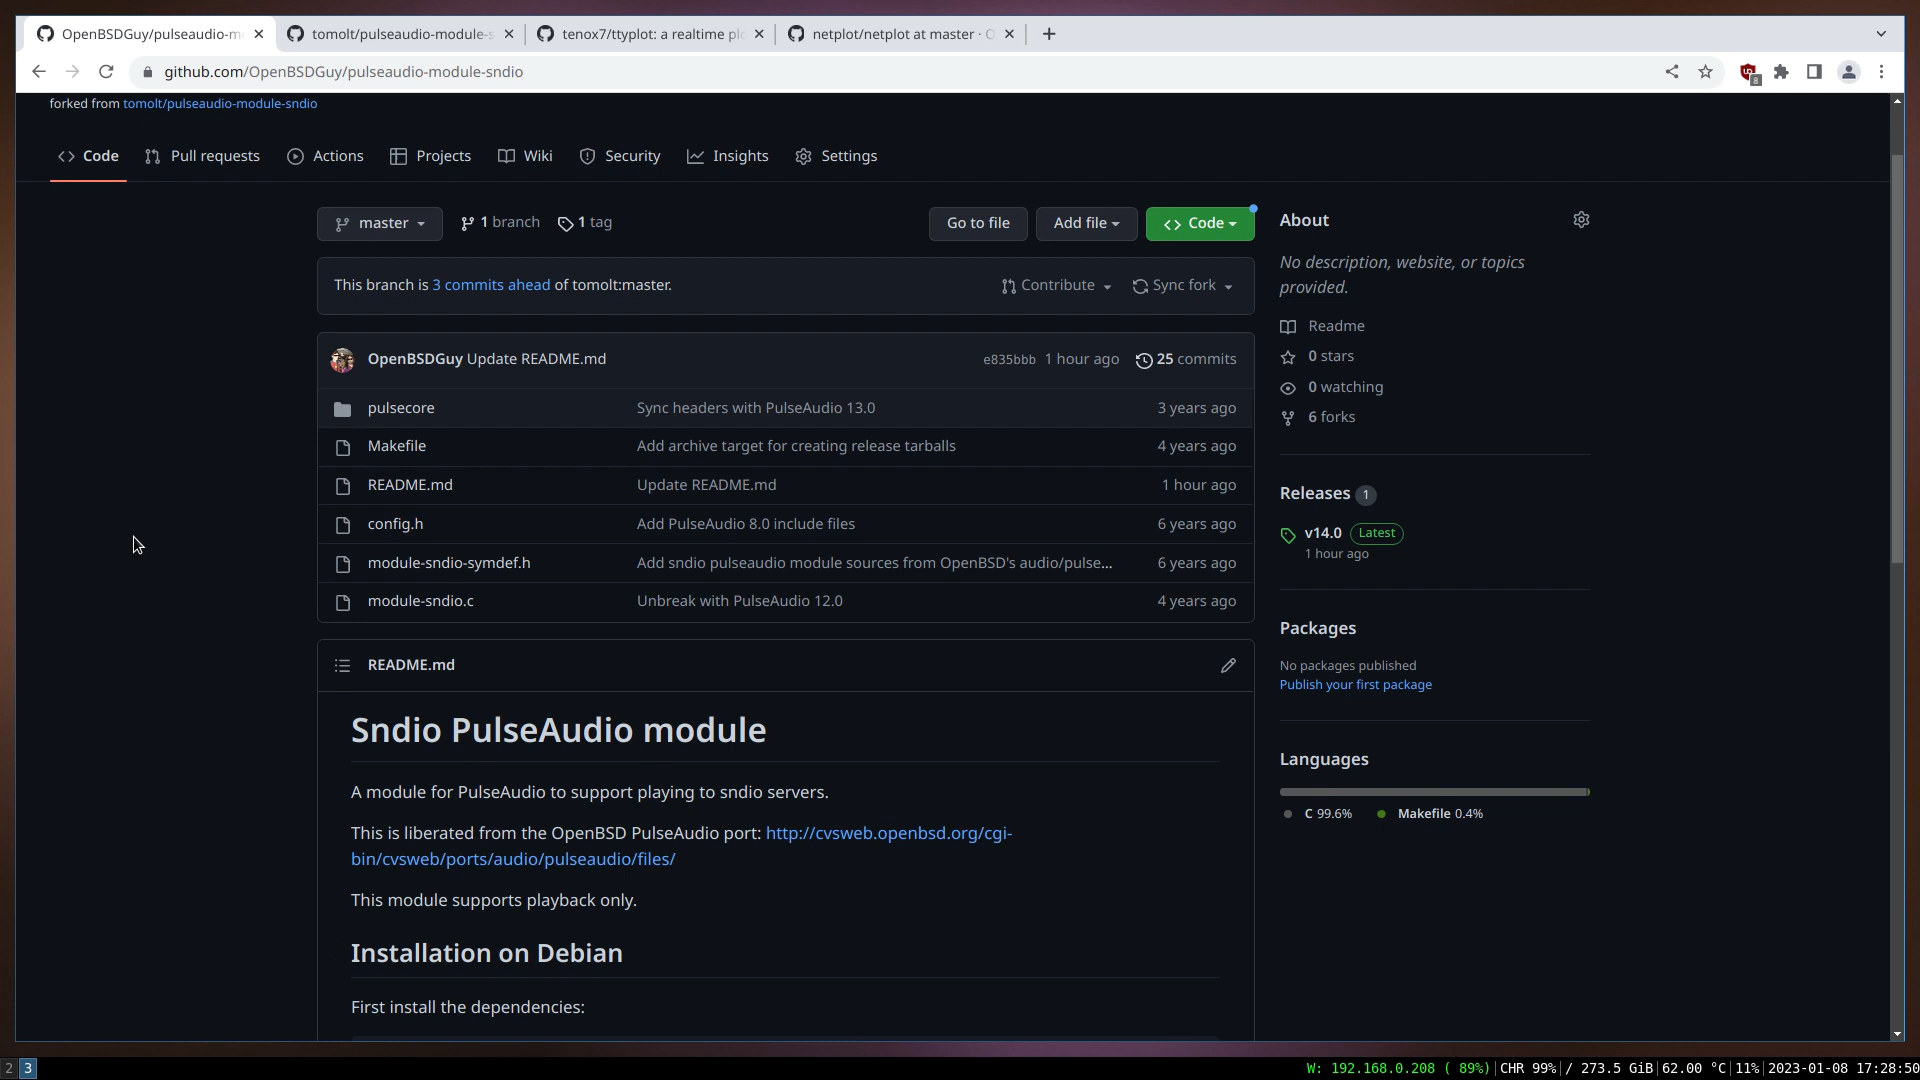 OpenBSDGuy/pulseaudio-m
tomolt/pulseaudio-module-s
tenox7/ttyplot: a realtime plo
netplot/netplot at master ·
github.com/OpenBSDGuy/pulseaudio-module-sndio
8
forked from tomolt/pulseaudio-module-sndio
Code
Pull requests
Actions
Projects
Wiki
Security
Insights
Settings
master
1 branch
1 tag
Go to file
Add file
Code
This branch is 3 commits ahead of tomolt:master.
Contribute
Sync fork
OpenBSDGuy Update README.md
e835bbb 1 hour ago
25 commits
pulsecore Sync headers with PulseAudio 13.0 3 years ago
Makefile Add archive target for creating release tarballs 4 years ago
README.md Update README.md 1 hour ago
config.h Add PulseAudio 8.0 include files 6 years ago
module-sndio-symdef.h Add sndio pulseaudio module sources from OpenBSD's audio/pulse... 6 years ago
module-sndio.c Unbreak with PulseAudio 12.0 4 years ago
README.md
Sndio PulseAudio module
A module for PulseAudio to support playing to sndio servers.
This is liberated from the OpenBSD PulseAudio port: http://cvsweb.openbsd.org/cgi-
bin/cvsweb/ports/audio/pulseaudio/files/
This module supports playback only.
Installation on Debian
First install the dependencies:
About
No description, website, or topics
provided.
Readme
0 stars
0 watching
6 forks
Releases 1
v14.0 Latest
1 hour ago
Packages
No packages published
Publish your first package
Languages
C 99.6% Makefile 0.4%
2 3
W: 192.168.0.208 ( 89%)|CHR 99%|/ 273.5 GiB|62.00 °C|11%|2023-01-08 17:28:50